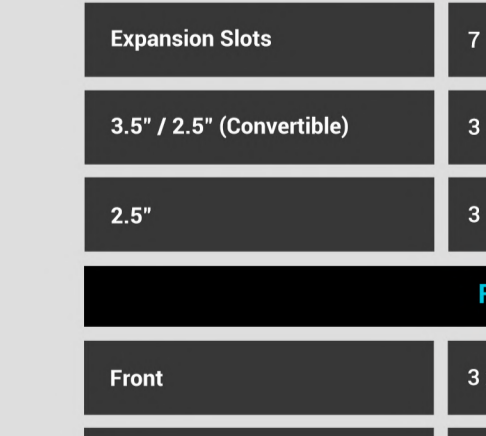 Expansion Slots 7
3.5" / 2.5" (Convertible) 3
2.5" 3
Front 3